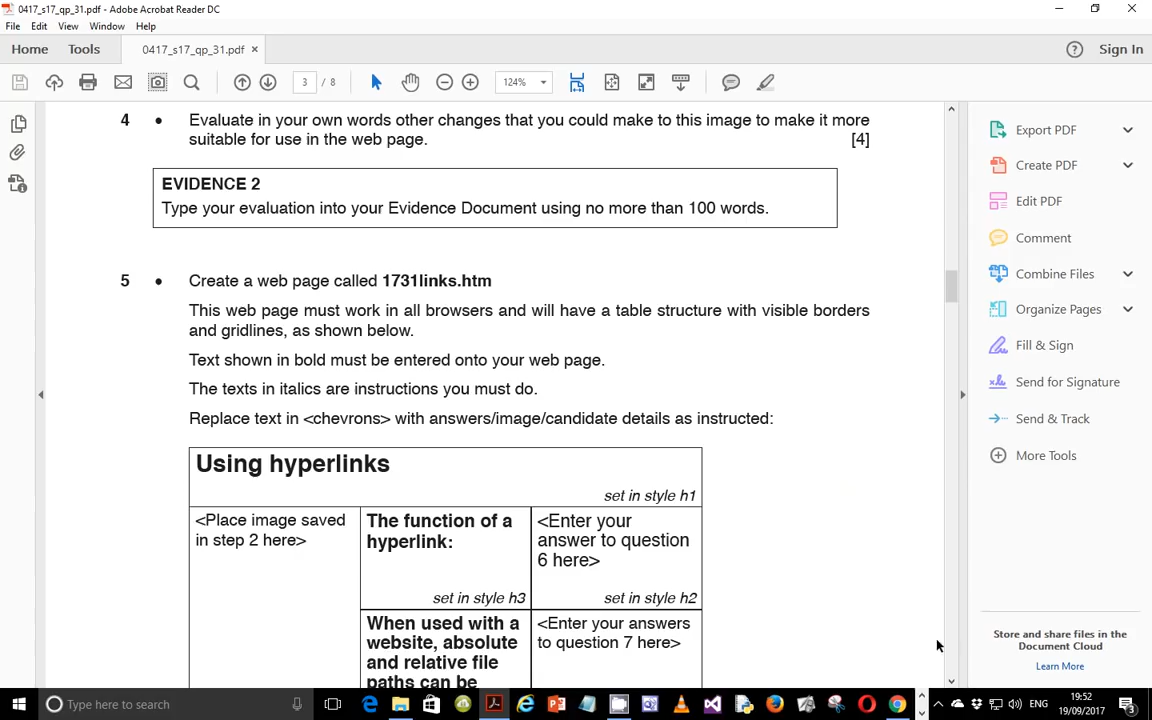 0417_s17_qp_31.pdf - Adobe Acrobat Reader DC
File Edit View Window Help
Home Tools 0417_s17_qp_31.pdf × Sign In
3 / 8 124%
4 • Evaluate in your own words other changes that you could make to this image to make it more
suitable for use in the web page. [4]
EVIDENCE 2
Type your evaluation into your Evidence Document using no more than 100 words.
5 • Create a web page called 1731links.htm
This web page must work in all browsers and will have a table structure with visible borders
and gridlines, as shown below.
Text shown in bold must be entered onto your web page.
The texts in italics are instructions you must do.
Replace text in <chevrons> with answers/image/candidate details as instructed:
Using hyperlinks
set in style h1
<Place image saved
in step 2 here>
The function of a
hyperlink:
set in style h3
<Enter your
answer to question
6 here>
set in style h2
When used with a
website, absolute
and relative file
paths can be
<Enter your answers
to question 7 here>
Export PDF
Create PDF
Edit PDF
Comment
Combine Files
Organize Pages
Fill & Sign
Send for Signature
Send & Track
More Tools
Store and share files in the
Document Cloud
Learn More
Type here to search
ENG
19:52
19/09/2017
3